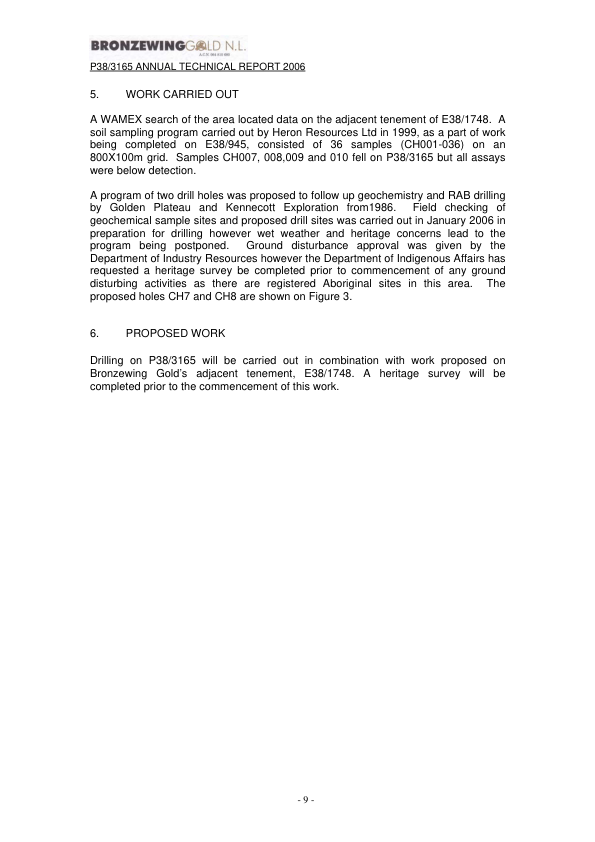 BRONZEWINGGOLD N.L.
P38/3165 ANNUAL TECHNICAL REPORT 2006
5. WORK CARRIED OUT
A WAMEX search of the area located data on the adjacent tenement of E38/1748. A
soil sampling program carried out by Heron Resources Ltd in 1999, as a part of work
being completed on E38/945, consisted of 36 samples (CH001-036) on an
800X100m grid. Samples CH007, 008,009 and 010 fell on P38/3165 but all assays
were below detection.
A program of two drill holes was proposed to follow up geochemistry and RAB drilling
by Golden Plateau and Kennecott Exploration from1986. Field checking of
geochemical sample sites and proposed drill sites was carried out in January 2006 in
preparation for drilling however wet weather and heritage concerns lead to the
program being postponed. Ground disturbance approval was given by the
Department of Industry Resources however the Department of Indigenous Affairs has
requested a heritage survey be completed prior to commencement of any ground
disturbing activities as there are registered Aboriginal sites in this area. The
proposed holes CH7 and CH8 are shown on Figure 3.
6. PROPOSED WORK
Drilling on P38/3165 will be carried out in combination with work proposed on
Bronzewing Gold's adjacent tenement, E38/1748. A heritage survey will be
completed prior to the commencement of this work.
- 9 -